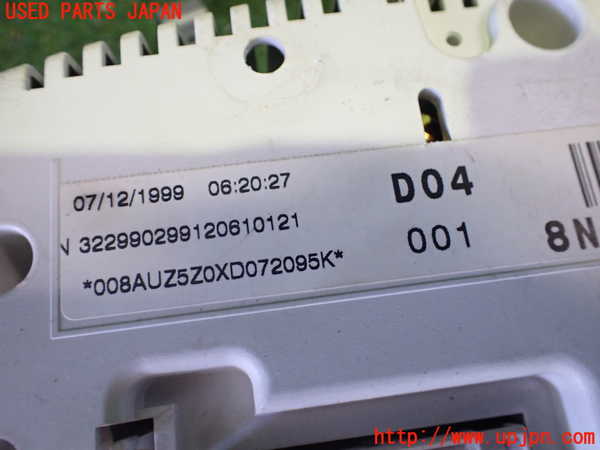 USED PARTS JAPAN
07/12/1999 06:20:27
D04
V 322990299120610121
001
8N
*008AUZ5Z0XD072095K*
http://www.upjpn.com